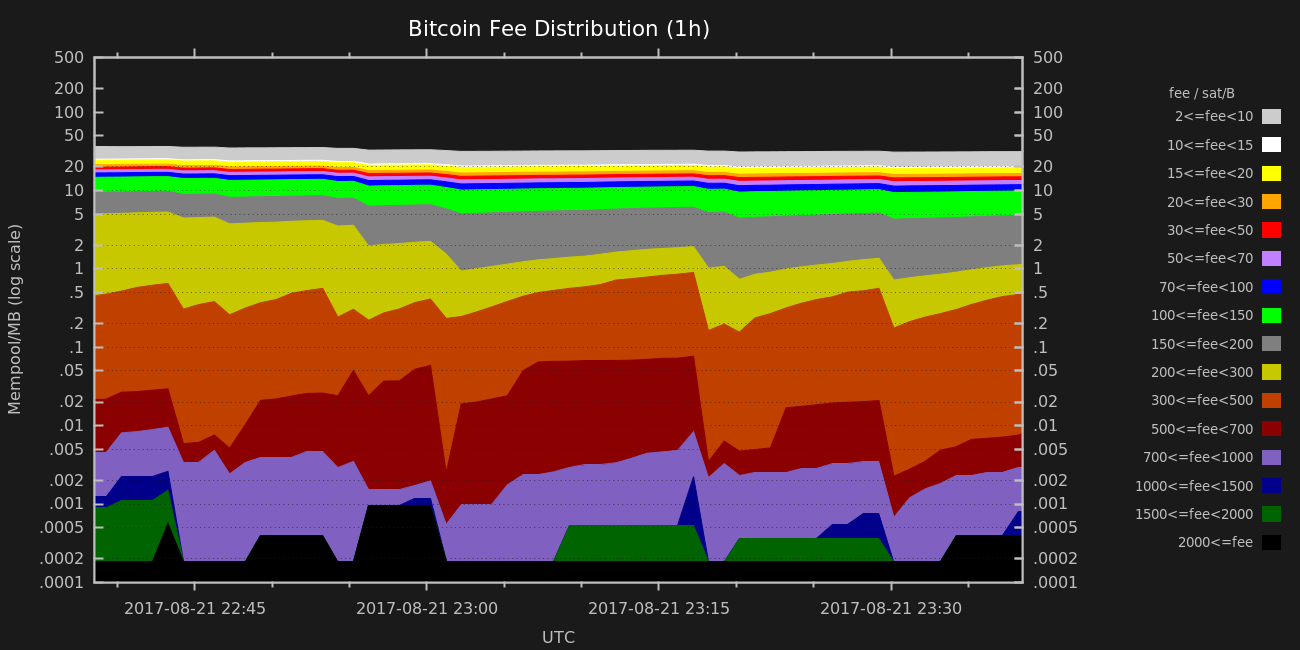 Bitcoin Fee Distribution (1h)
500
200
100
50
20
10
5
2
1
.5
.2
.1
.05
.02
.01
.005
.002
.001
.0005
.0002
.0001
Mempool/MB (log scale)
500
200
100
50
20
10
5
2
1
.5
.2
.1
.05
.02
.01
.005
.002
.001
.0005
.0002
.0001
2017-08-21 22:45
2017-08-21 23:00
2017-08-21 23:15
2017-08-21 23:30
UTC
fee / sat/B
2<=fee<10
10<=fee<15
15<=fee<20
20<=fee<30
30<=fee<50
50<=fee<70
70<=fee<100
100<=fee<150
150<=fee<200
200<=fee<300
300<=fee<500
500<=fee<700
700<=fee<1000
1000<=fee<1500
1500<=fee<2000
2000<=fee